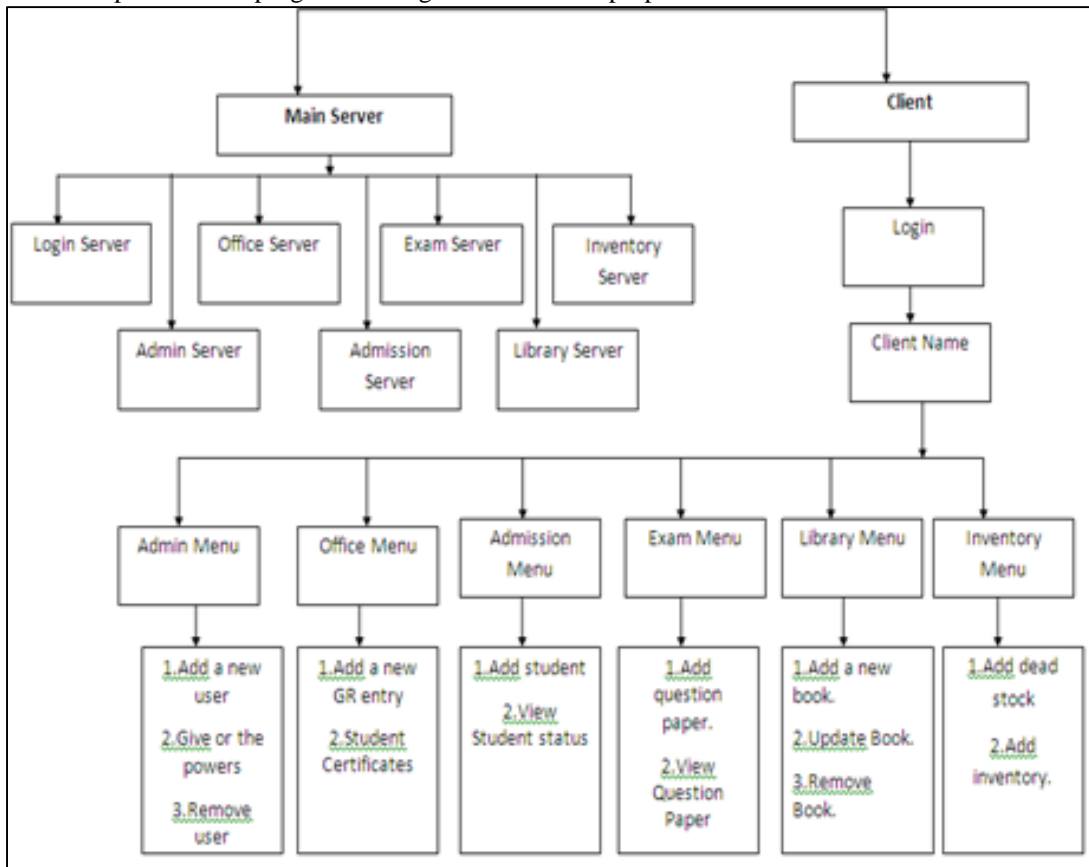 Main Server
Client
Login Server
Office Server
Exam Server
Inventory
Server
Login
Admin Server
Admission
Server
Library Server
Client Name
Admin Menu
Office Menu
Admission
Menu
Exam Menu
Library Menu
Inventory
Menu
1.Add a new
user
2.Give or the
powers
3.Remove
user
1.Add a new
GR entry
2.Student
Certificates
1.Add student
2.View
Student status
1.Add
question
paper.
2.View
Question
Paper
1.Add a new
book.
2.Update Book.
3.Remove
Book.
1.Add dead
stock
2.Add
inventory.